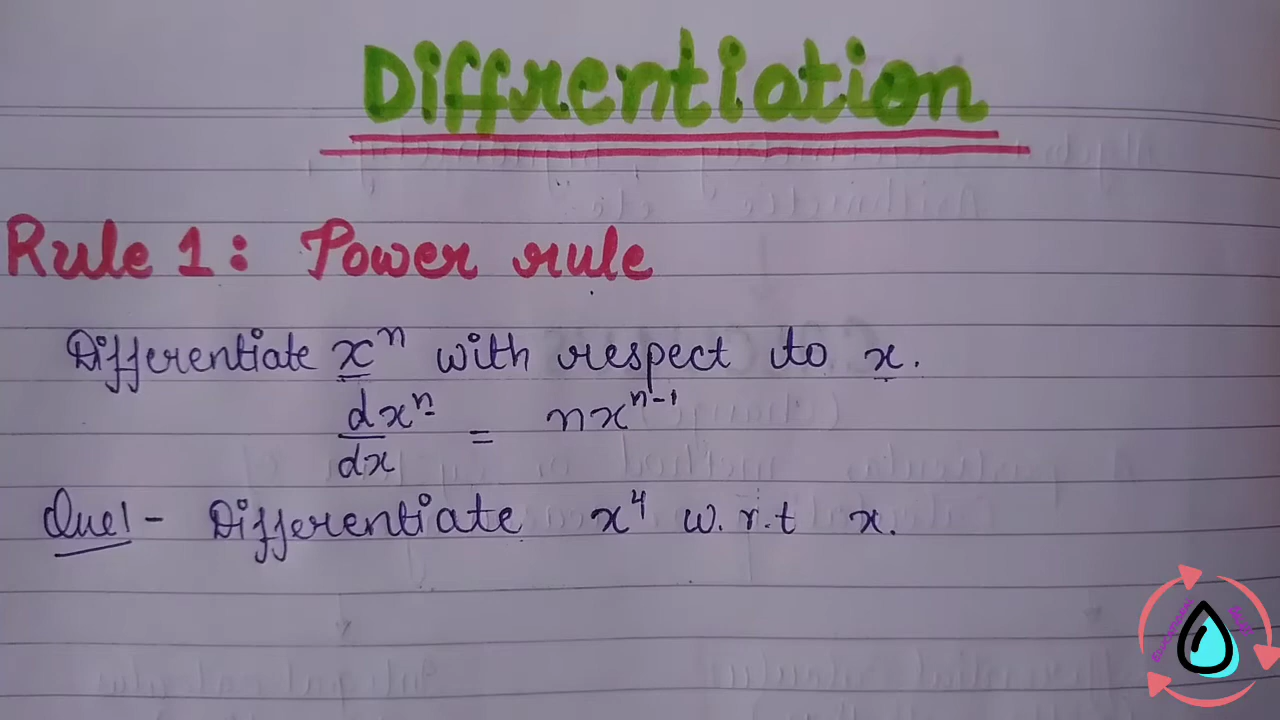 Diffrentiation
Rule 1: Power rule
Differentiate xⁿ with respect to x.
dxⁿ/dx = nxⁿ⁻¹
Que1 - Differentiate x⁴ w.r.t x.